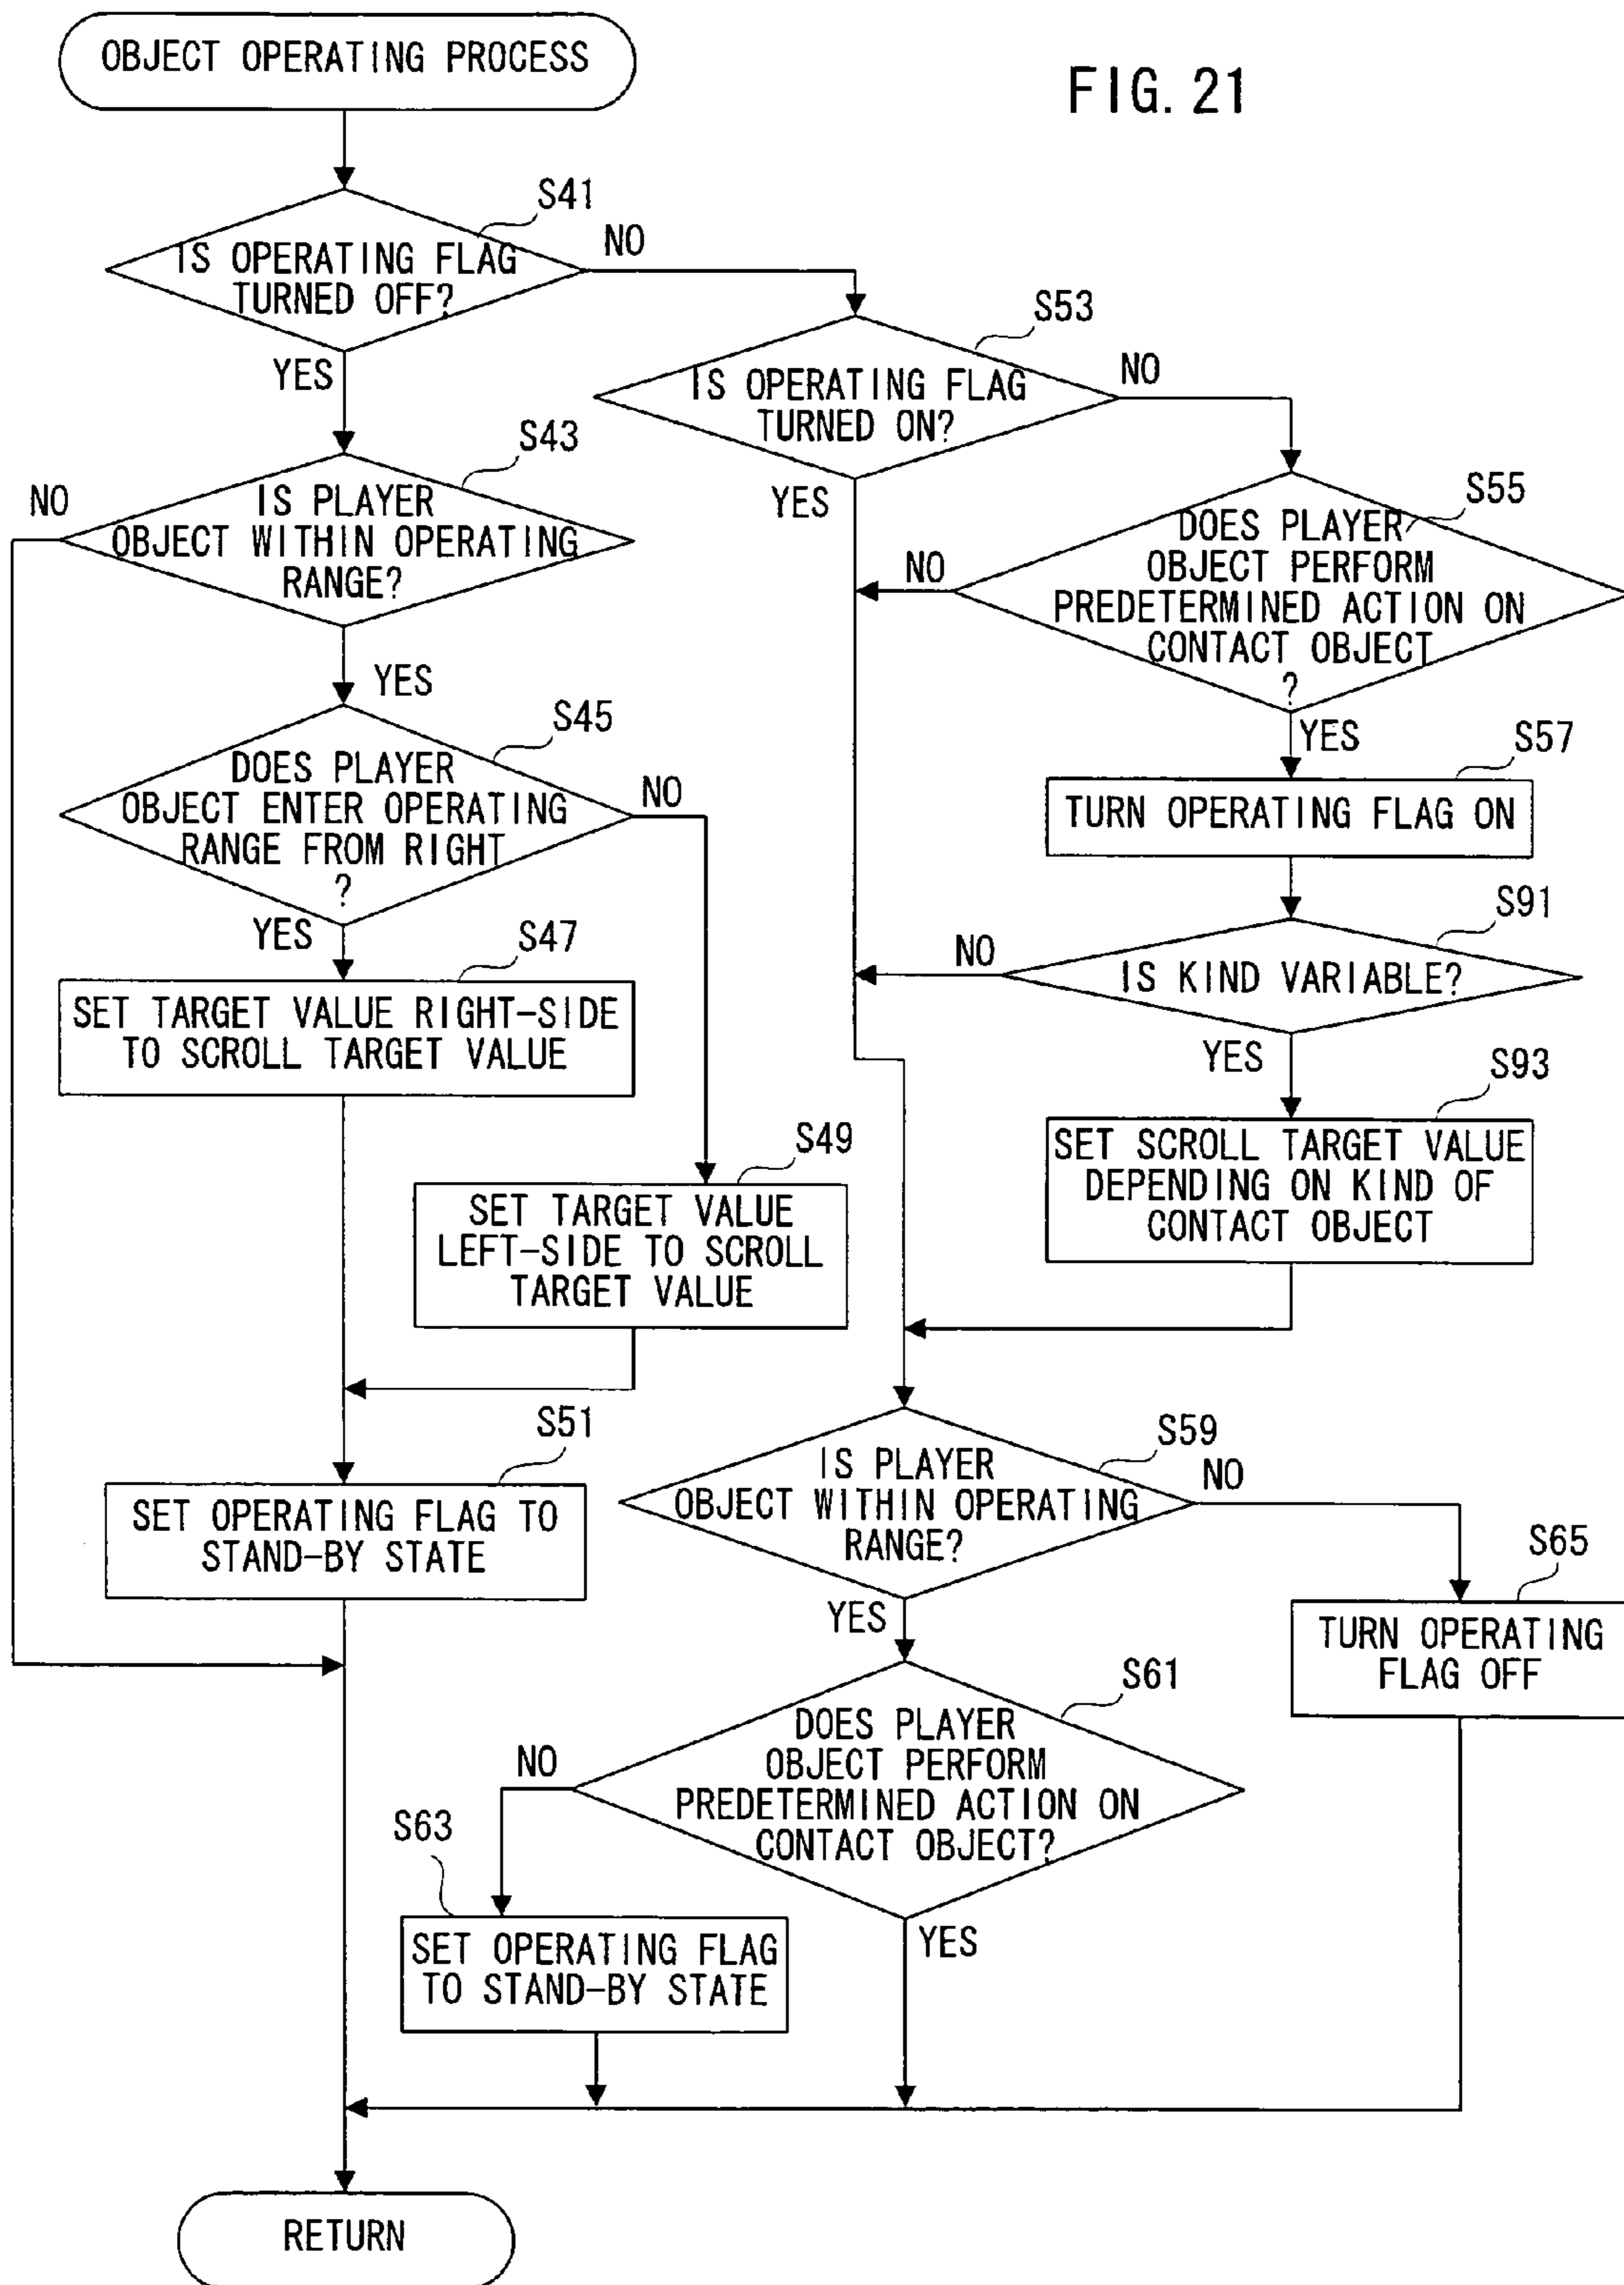 OBJECT OPERATING PROCESS
FIG. 21
S41
IS OPERATING FLAG
TURNED OFF?
NO
YES
S53
IS OPERATING FLAG
TURNED ON?
NO
YES
S43
IS PLAYER
OBJECT WITHIN OPERATING
RANGE?
NO
YES
S55
DOES PLAYER
OBJECT PERFORM
PREDETERMINED ACTION ON
CONTACT OBJECT
?
NO
YES
S45
DOES PLAYER
OBJECT ENTER OPERATING
RANGE FROM RIGHT
?
NO
YES
S57
TURN OPERATING FLAG ON
S91
IS KIND VARIABLE?
NO
YES
S47
SET TARGET VALUE RIGHT-SIDE
TO SCROLL TARGET VALUE
S93
SET SCROLL TARGET VALUE
DEPENDING ON KIND OF
CONTACT OBJECT
S49
SET TARGET VALUE
LEFT-SIDE TO SCROLL
TARGET VALUE
S51
SET OPERATING FLAG TO
STAND-BY STATE
S59
IS PLAYER
OBJECT WITHIN OPERATING
RANGE?
NO
YES
S65
TURN OPERATING
FLAG OFF
S61
DOES PLAYER
OBJECT PERFORM
PREDETERMINED ACTION ON
CONTACT OBJECT?
NO
YES
S63
SET OPERATING FLAG
TO STAND-BY STATE
RETURN